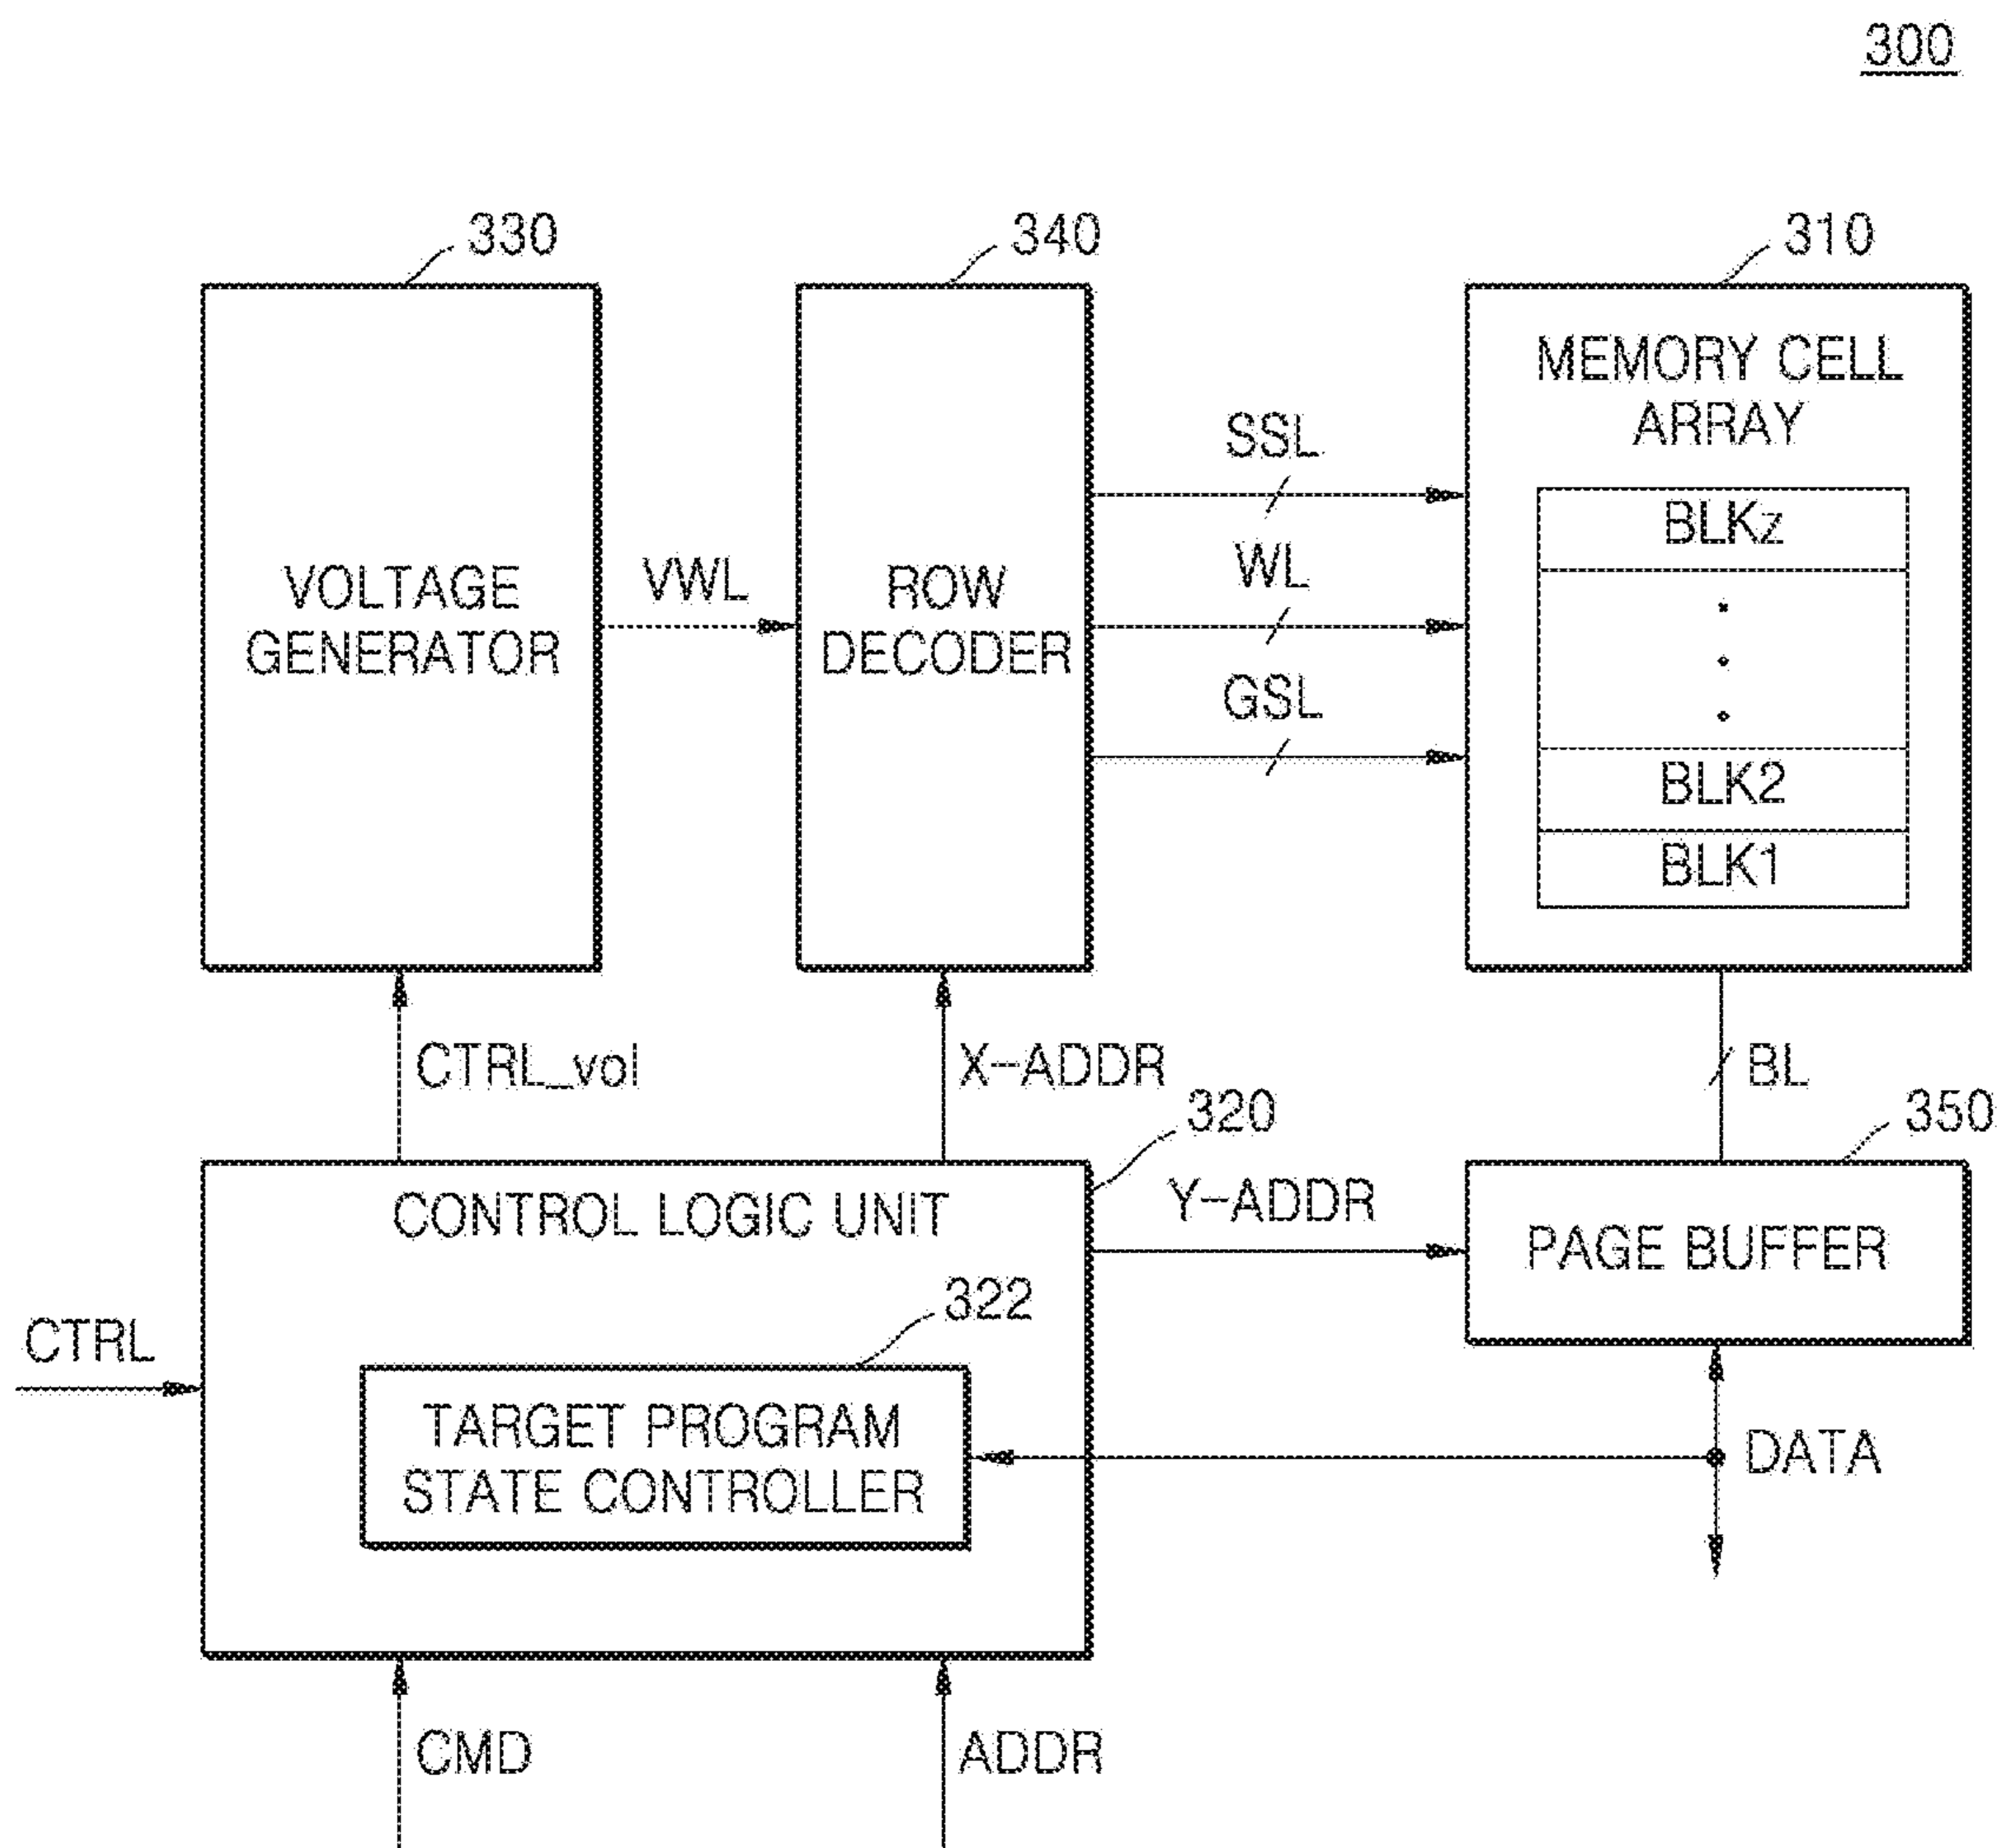 300
330
340
310
VOLTAGE
GENERATOR
VWL
ROW
DECODER
SSL
WL
GSL
MEMORY CELL
ARRAY
BLKz
BLK2
BLK1
CTRL_vol
X-ADDR
BL
320
350
CONTROL LOGIC UNIT
Y-ADDR
PAGE BUFFER
322
CTRL
TARGET PROGRAM
STATE CONTROLLER
DATA
CMD
ADDR